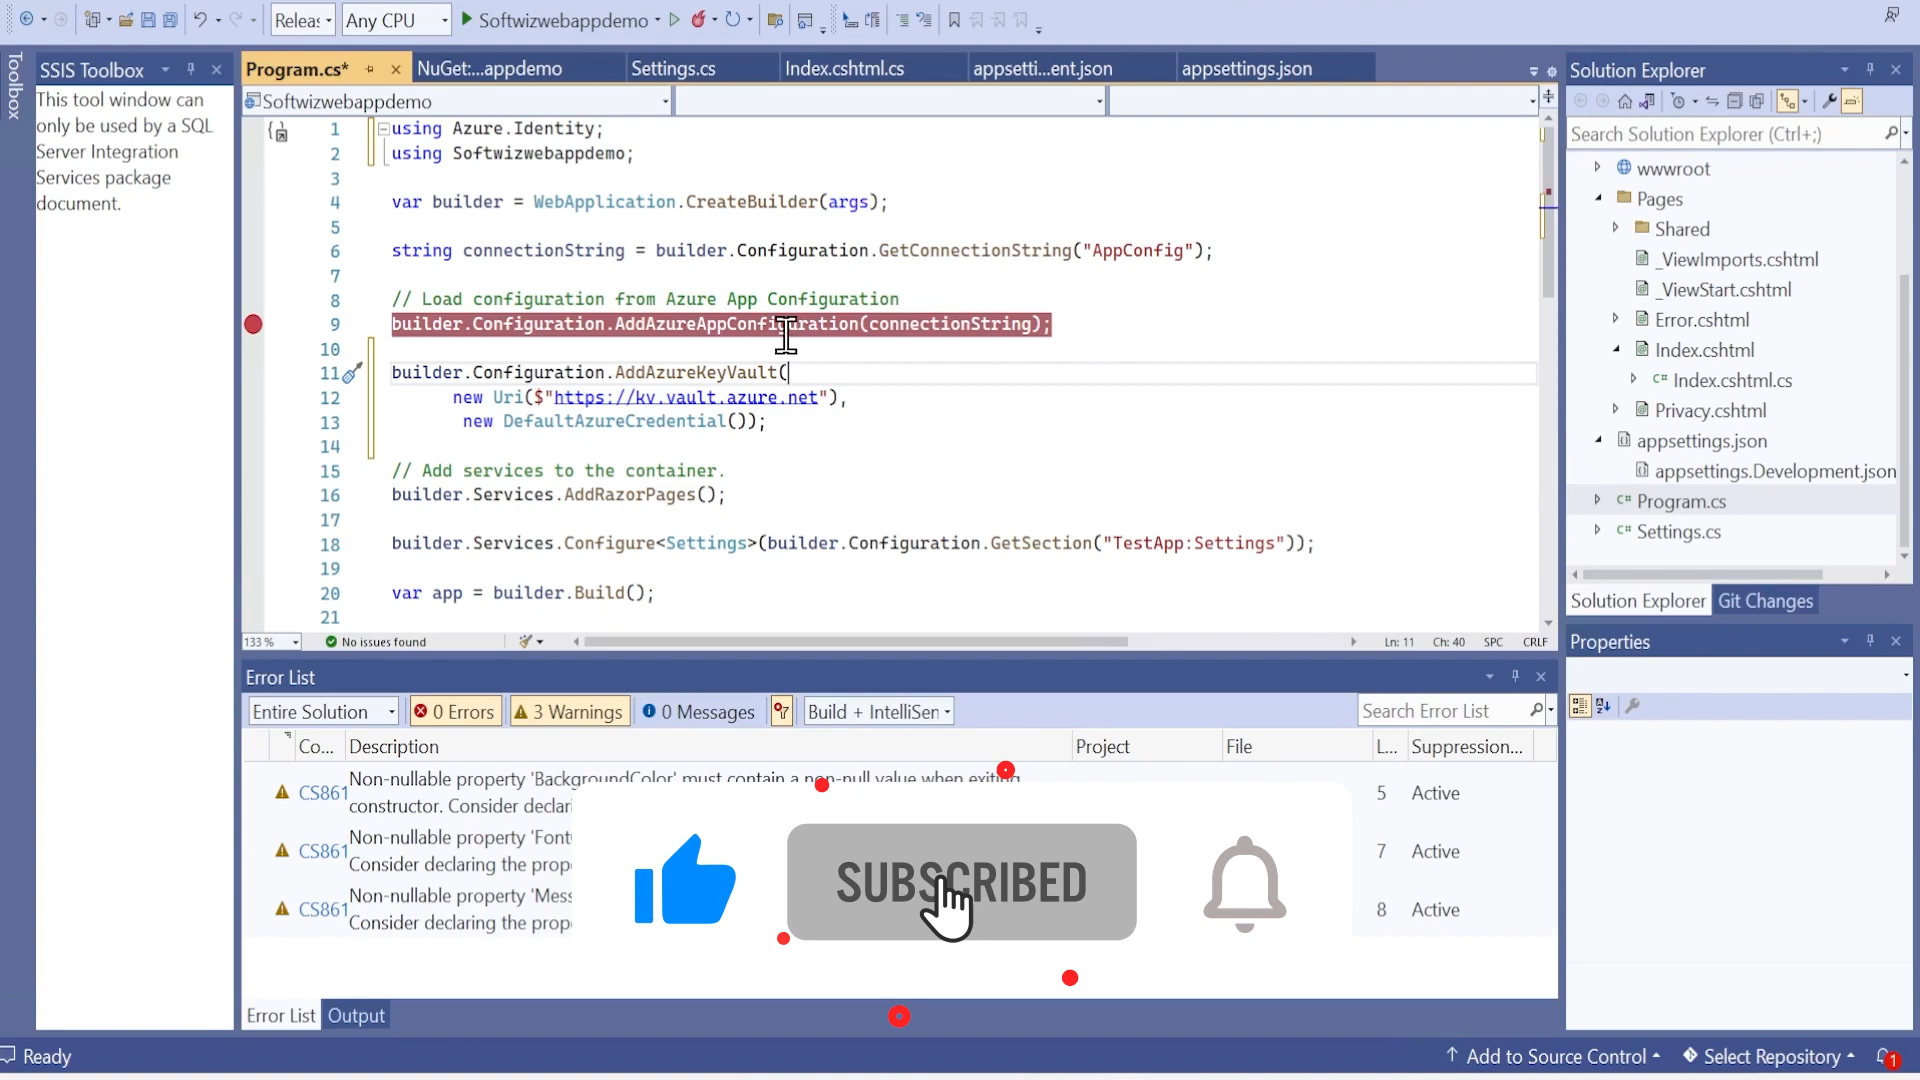 Releas
Any CPU
Softwizwebappdemo
Toolbox
SSIS Toolbox
This tool window can
only be used by a SQL
Server Integration
Services package
document.
Program.cs*
NuGet:...appdemo
Settings.cs
Index.cshtml.cs
appsetti...ent.json
appsettings.json
Softwizwebappdemo
1 using Azure.Identity;
2 using Softwizwebappdemo;
3
4 var builder = WebApplication.CreateBuilder(args);
5
6 string connectionString = builder.Configuration.GetConnectionString("AppConfig");
7
8 // Load configuration from Azure App Configuration
9 builder.Configuration.AddAzureAppConfiguration(connectionString);
10
11 builder.Configuration.AddAzureKeyVault(
12 new Uri($"https://kv.vault.azure.net"),
13 new DefaultAzureCredential());
14
15 // Add services to the container.
16 builder.Services.AddRazorPages();
17
18 builder.Services.Configure<Settings>(builder.Configuration.GetSection("TestApp:Settings"));
19
20 var app = builder.Build();
21
133 %
No issues found
Ln: 11
Ch: 40
SPC
CRLF
Solution Explorer
Search Solution Explorer (Ctrl+;)
wwwroot
Pages
Shared
_ViewImports.cshtml
_ViewStart.cshtml
Error.cshtml
Index.cshtml
C# Index.cshtml.cs
Privacy.cshtml
appsettings.json
appsettings.Development.json
C# Program.cs
C# Settings.cs
Solution Explorer
Git Changes
Properties
Error List
Entire Solution
0 Errors
3 Warnings
0 Messages
Build + IntelliSen
Search Error List
Co...
Description
Project
File
L...
Suppression...
CS861
Non-nullable property 'BackgroundColor' must contain a non-null value when exiting
constructor. Consider declari
5
Active
CS861
Non-nullable property 'Font
Consider declaring the prop
7
Active
CS861
Non-nullable property 'Mess
Consider declaring the prop
8
Active
SUBSCRIBED
Error List
Output
Ready
Add to Source Control
Select Repository
1